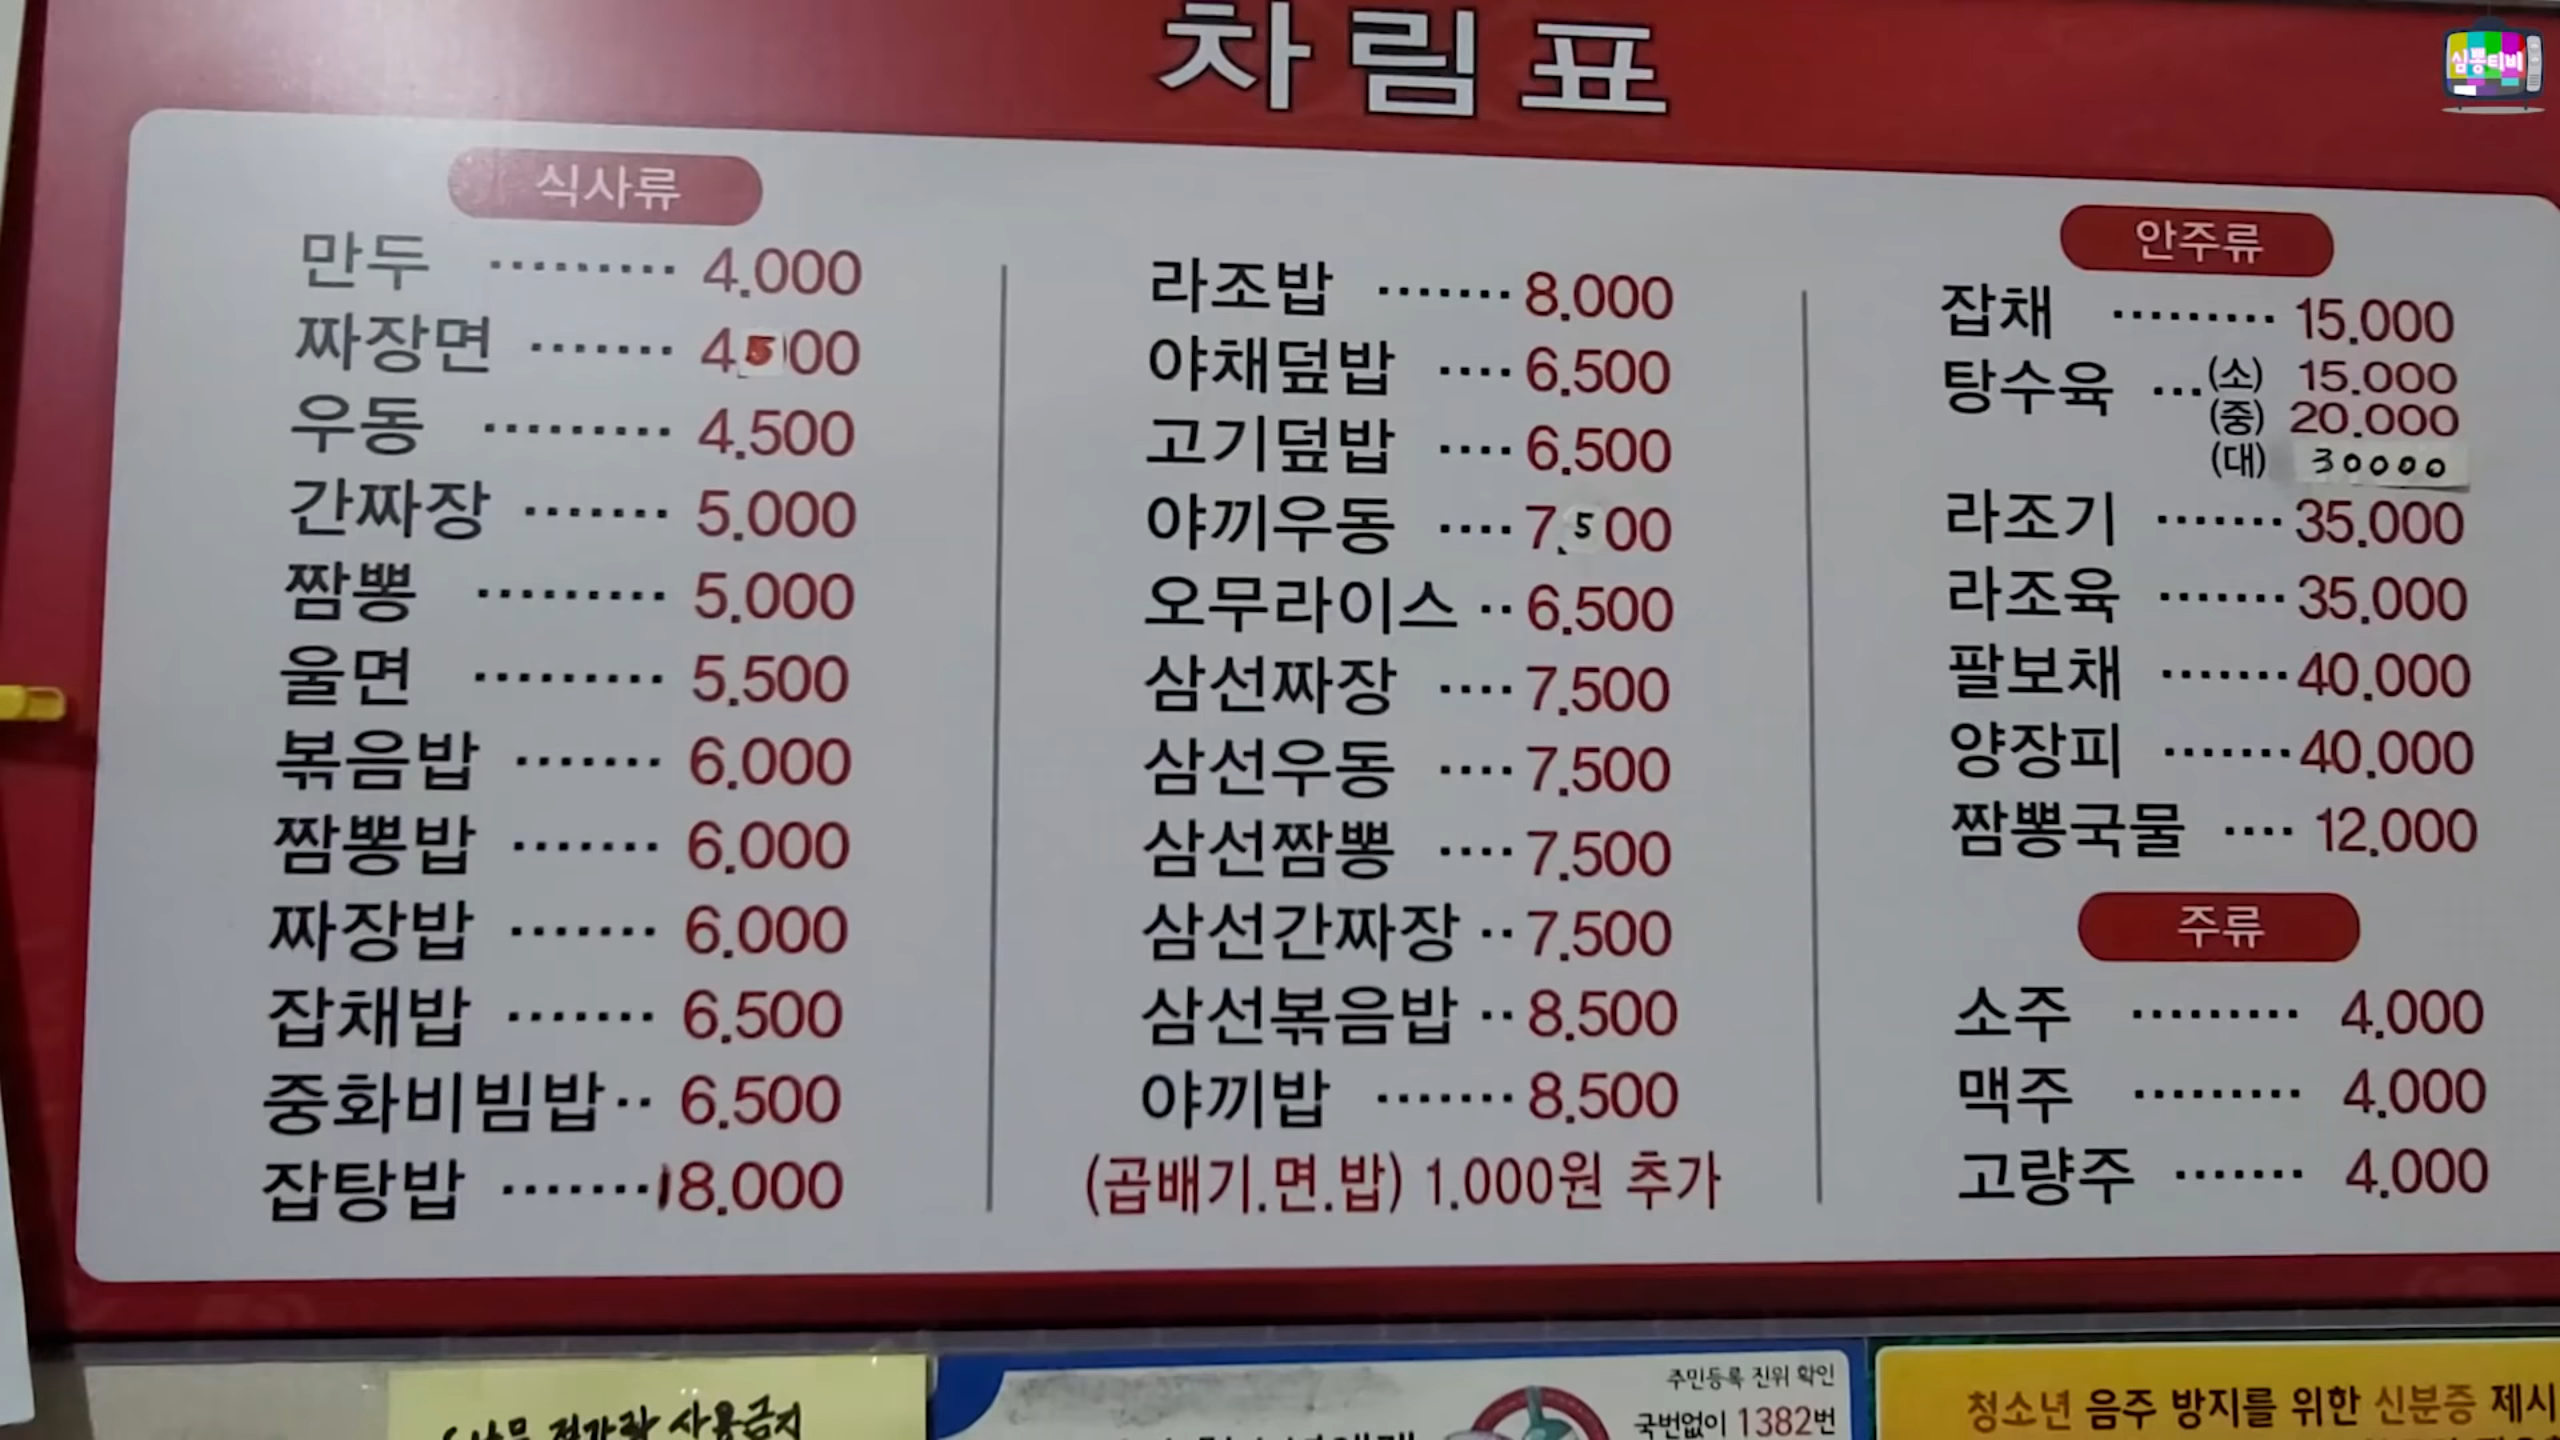 차림표
심뽕티비
식사류
만두 ········· 4.000
짜장면 ······· 4.500
우동 ········· 4.500
간짜장 ······· 5.000
짬뽕 ········· 5.000
울면 ········· 5.500
볶음밥 ······· 6.000
짬뽕밥 ······· 6.000
짜장밥 ······· 6.000
잡채밥 ······· 6.500
중화비빔밥·· 6.500
잡탕밥 ·······18.000
라조밥 ·······8.000
야채덮밥 ····6.500
고기덮밥 ····6.500
야끼우동 ····7.500
오무라이스 ··6.500
삼선짜장 ····7.500
삼선우동 ····7.500
삼선짬뽕 ····7.500
삼선간짜장 ··7.500
삼선볶음밥 ··8.500
야끼밥 ·······8.500
(곱배기.면.밥) 1.000원 추가
안주류
잡채 ········· 15.000
탕수육 ···(소) 15.000
(중) 20.000
(대) 30000
라조기 ·······35.000
라조육 ·······35.000
팔보채 ·······40.000
양장피 ·······40.000
짬뽕국물 ···· 12.000
주류
소주 ········· 4.000
맥주 ········· 4.000
고량주 ······· 4.000
사용금지
주민등록 진위 확인
국번없이 1382번
청소년 음주 방지를 위한 신분증 제시